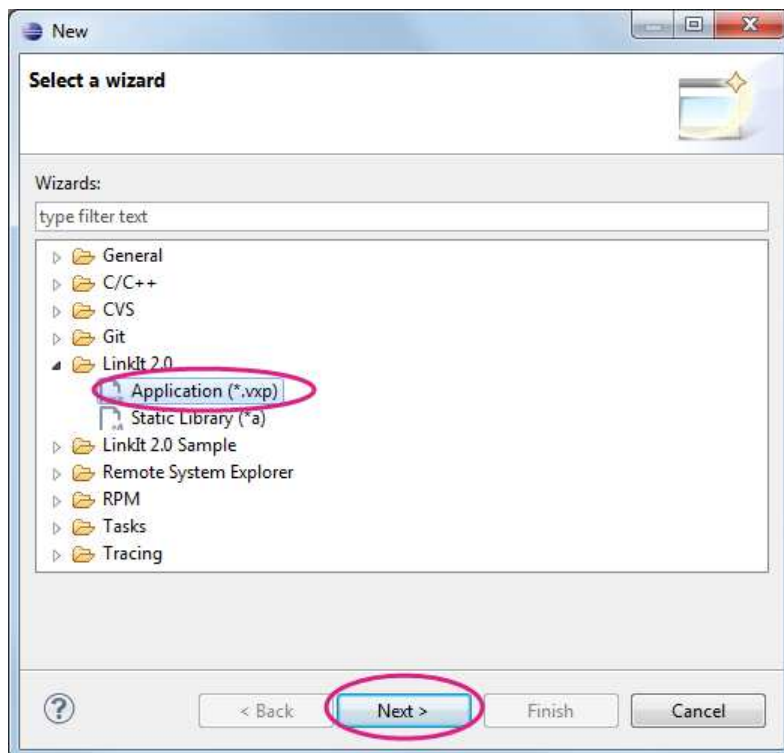 New
Select a wizard
Wizards:
type filter text
General
C/C++
CVS
Git
LinkIt 2.0
Application (*.vxp)
Static Library (*a)
LinkIt 2.0 Sample
Remote System Explorer
RPM
Tasks
Tracing
?
< Back
Next >
Finish
Cancel